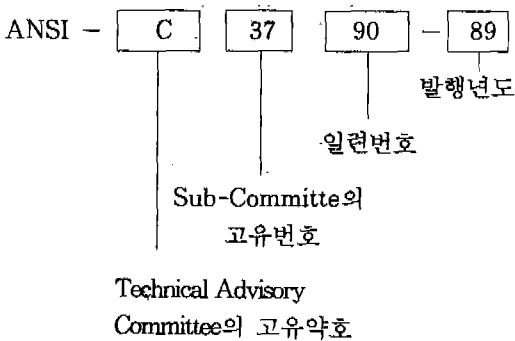 ANSI - C 37 90 - 89
발행년도
일련번호
Sub-Committe의
고유번호
Technical Advisory
Committee의 고유약호